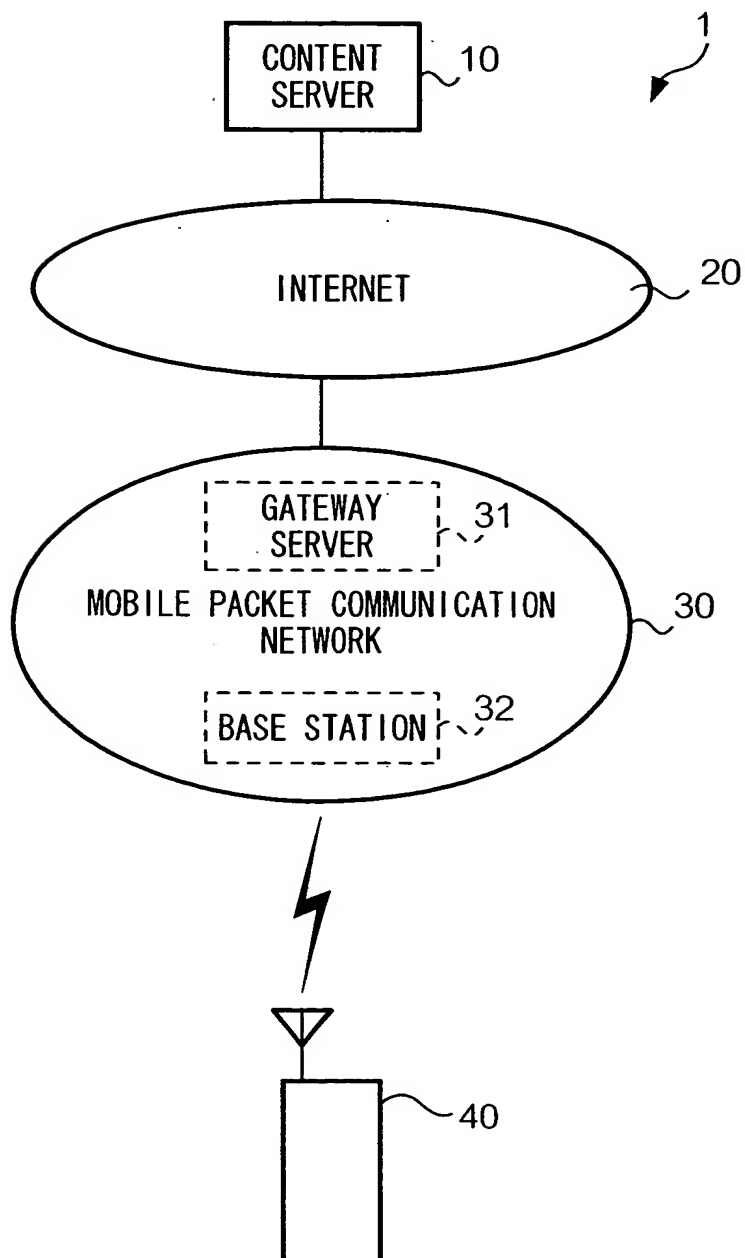 1
CONTENT
SERVER
10
INTERNET
20
GATEWAY
SERVER
31
MOBILE PACKET COMMUNICATION
NETWORK
30
BASE STATION
32
40